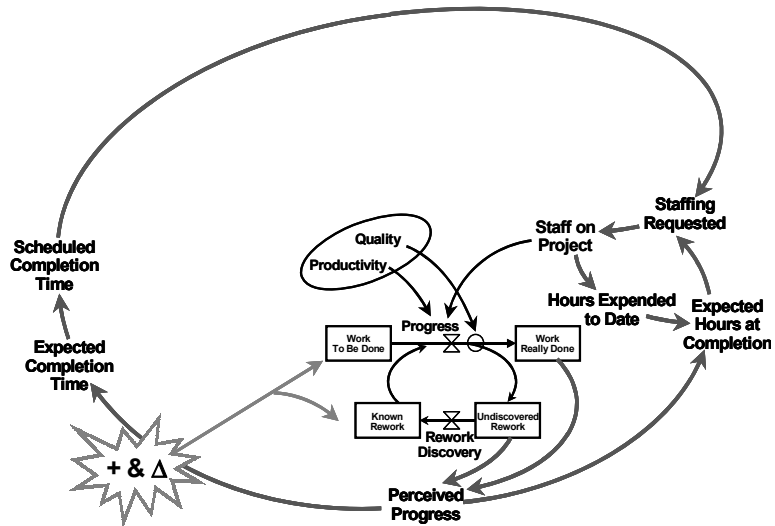 Staffing
Requested
Staff on
Project
Quality
Productivity
Scheduled
Completion
Time
Hours Expended
to Date
Expected
Hours at
Completion
Progress
Work
To Be Done
Work
Really Done
Expected
Completion
Time
Known
Rework
Undiscovered
Rework
Rework
Discovery
+ & Δ
Perceived
Progress